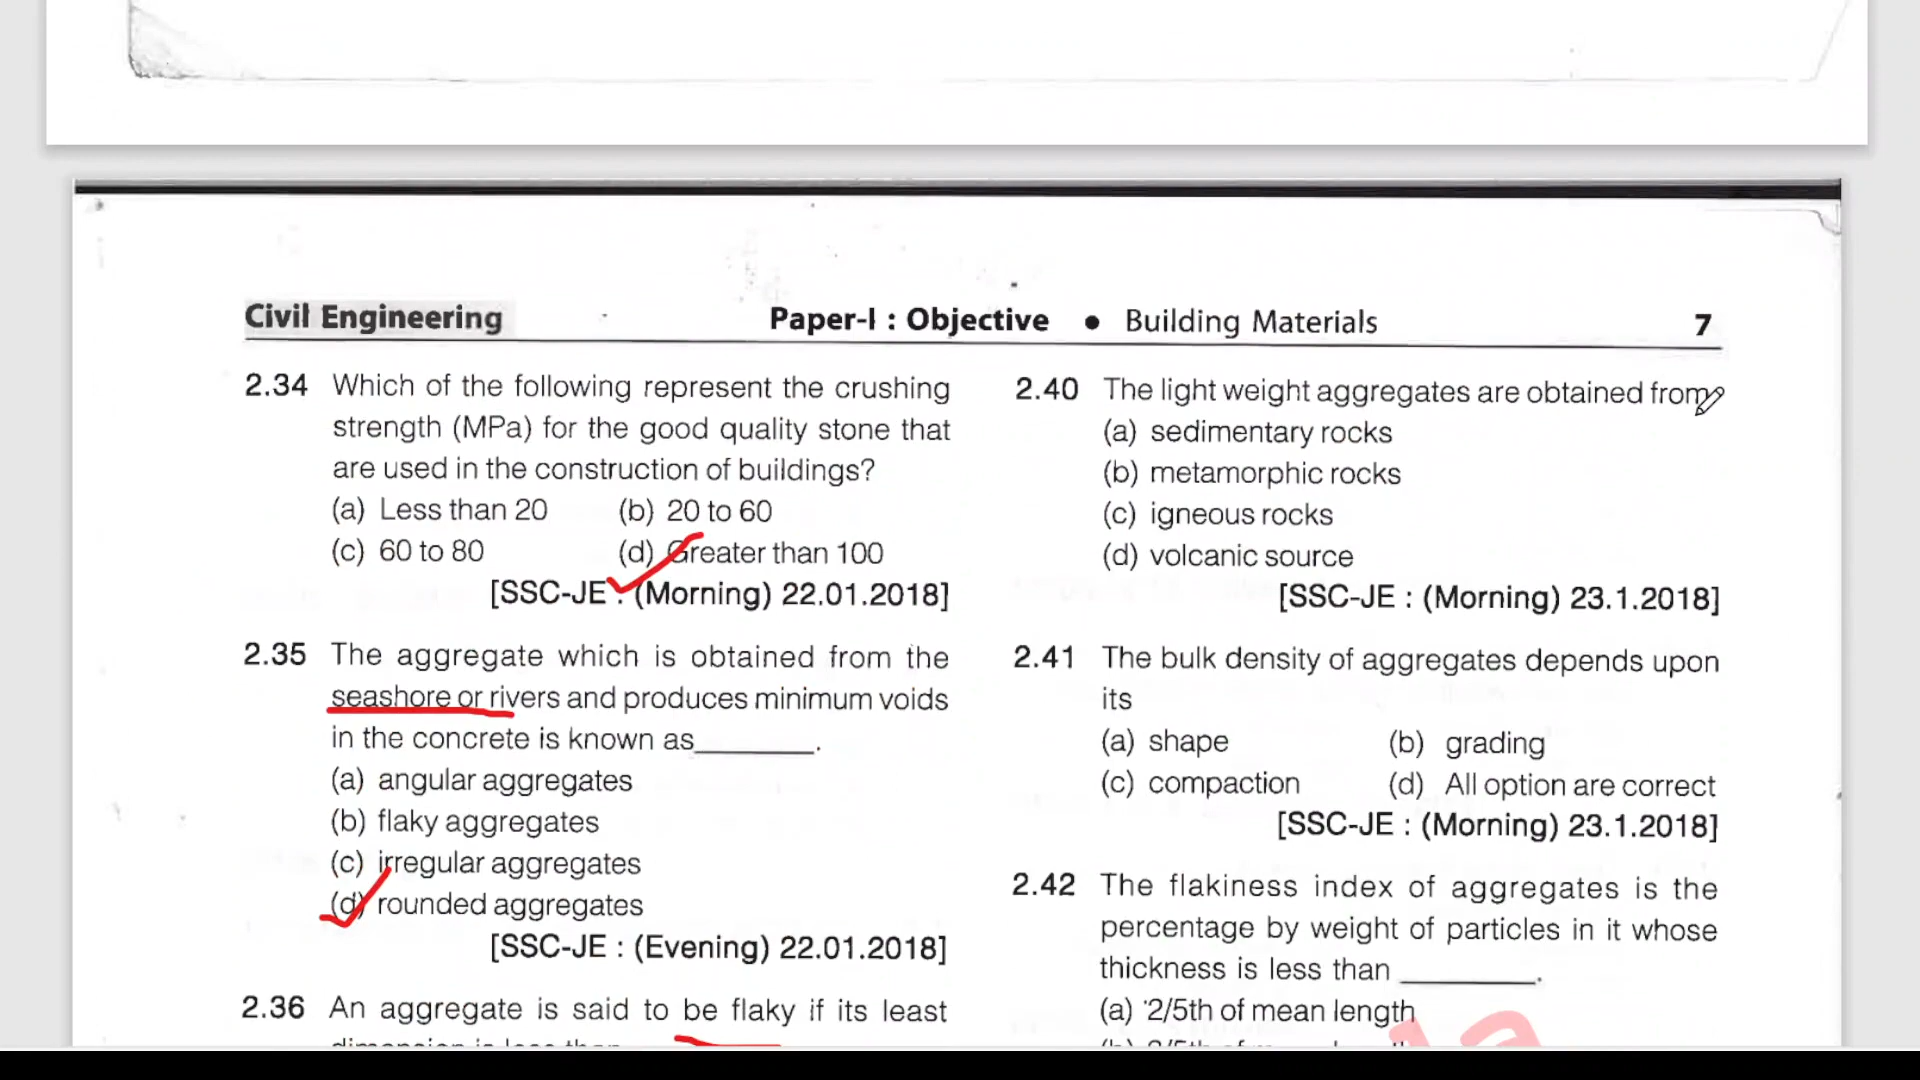 Civil Engineering Paper-I : Objective • Building Materials 7
2.34 Which of the following represent the crushing
strength (MPa) for the good quality stone that
are used in the construction of buildings?
(a) Less than 20 (b) 20 to 60
(c) 60 to 80 (d) Greater than 100
[SSC-JE : (Morning) 22.01.2018]
2.35 The aggregate which is obtained from the
seashore or rivers and produces minimum voids
in the concrete is known as________.
(a) angular aggregates
(b) flaky aggregates
(c) irregular aggregates
(d) rounded aggregates
[SSC-JE : (Evening) 22.01.2018]
2.36 An aggregate is said to be flaky if its least
2.40 The light weight aggregates are obtained from
(a) sedimentary rocks
(b) metamorphic rocks
(c) igneous rocks
(d) volcanic source
[SSC-JE : (Morning) 23.1.2018]
2.41 The bulk density of aggregates depends upon
its
(a) shape (b) grading
(c) compaction (d) All option are correct
[SSC-JE : (Morning) 23.1.2018]
2.42 The flakiness index of aggregates is the
percentage by weight of particles in it whose
thickness is less than ________.
(a) 2/5th of mean length